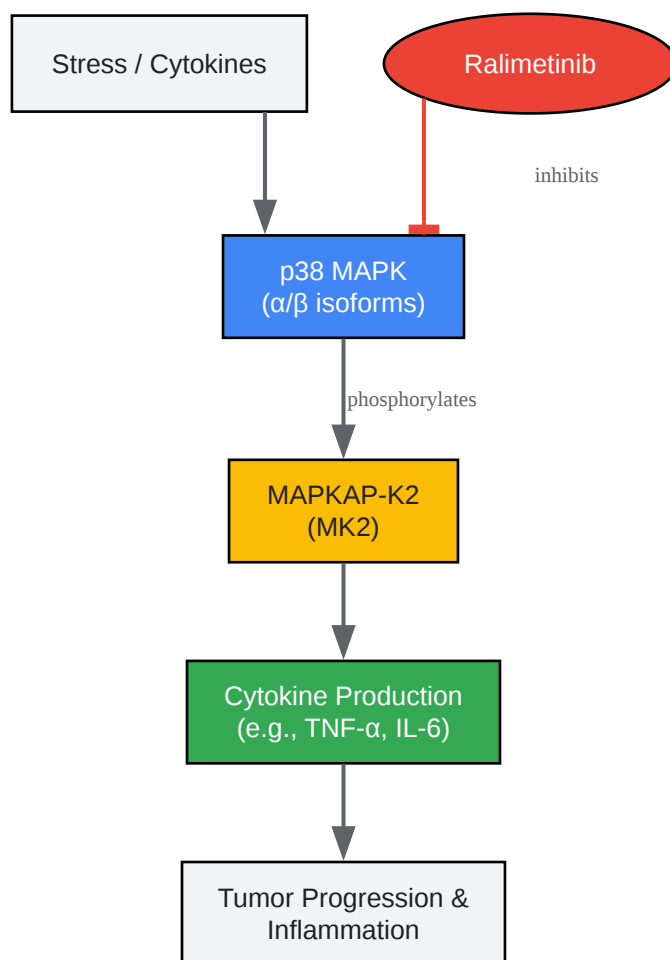 Stress / Cytokines
Ralimetinib
inhibits
p38 MAPK
(α/β isoforms)
phosphorylates
MAPKAP-K2
(MK2)
Cytokine Production
(e.g., TNF-α, IL-6)
Tumor Progression &
Inflammation